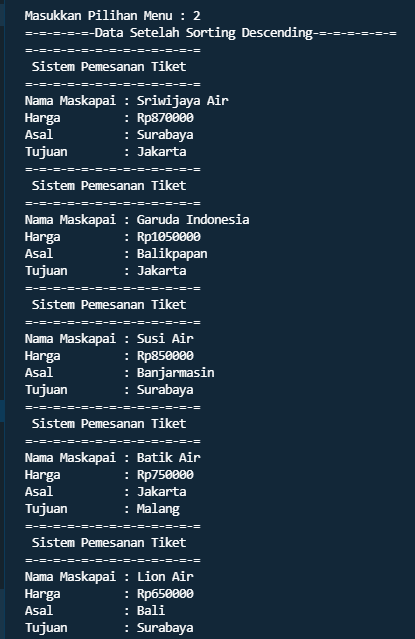 Masukkan Pilihan Menu : 2
=-=-=-=-=-Data Setelah Sorting Descending-=-=-=-=-=-=
=-=-=-=-=-=-=-=-=-=-=-=-=
Sistem Pemesanan Tiket
=-=-=-=-=-=-=-=-=-=-=-=-=
Nama Maskapai : Sriwijaya Air
Harga : Rp870000
Asal : Surabaya
Tujuan : Jakarta
=-=-=-=-=-=-=-=-=-=-=-=-=
Sistem Pemesanan Tiket
=-=-=-=-=-=-=-=-=-=-=-=-=
Nama Maskapai : Garuda Indonesia
Harga : Rp1050000
Asal : Balikpapan
Tujuan : Jakarta
=-=-=-=-=-=-=-=-=-=-=-=-=
Sistem Pemesanan Tiket
=-=-=-=-=-=-=-=-=-=-=-=-=
Nama Maskapai : Susi Air
Harga : Rp850000
Asal : Banjarmasin
Tujuan : Surabaya
=-=-=-=-=-=-=-=-=-=-=-=-=
Sistem Pemesanan Tiket
=-=-=-=-=-=-=-=-=-=-=-=-=
Nama Maskapai : Batik Air
Harga : Rp750000
Asal : Jakarta
Tujuan : Malang
=-=-=-=-=-=-=-=-=-=-=-=-=
Sistem Pemesanan Tiket
=-=-=-=-=-=-=-=-=-=-=-=-=
Nama Maskapai : Lion Air
Harga : Rp650000
Asal : Bali
Tujuan : Surabaya